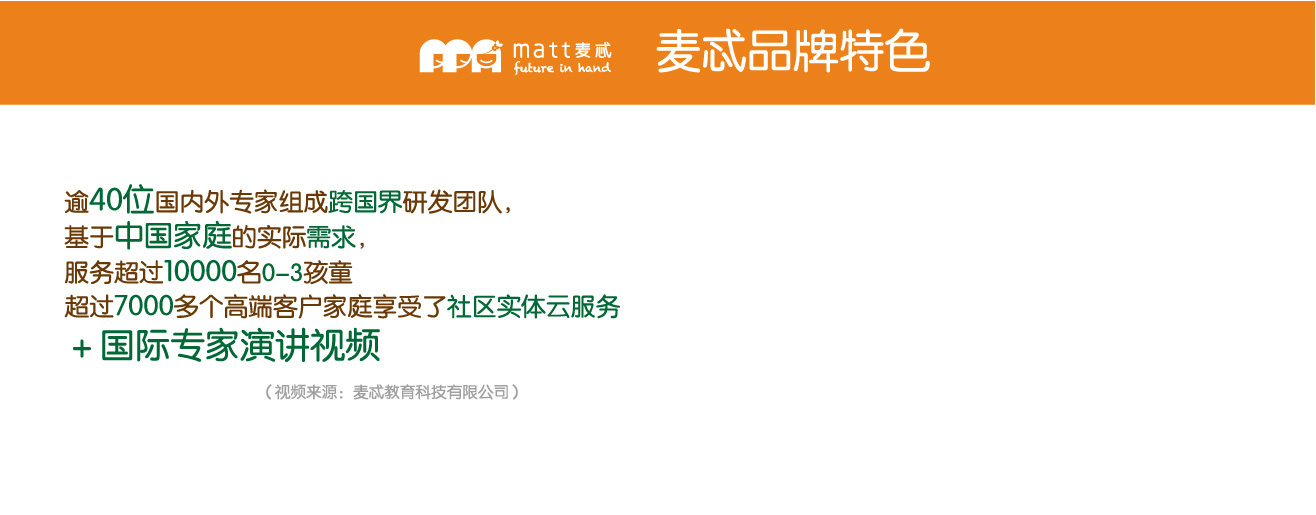 matt麦忒
future in hand
麦忒品牌特色
逾40位国内外专家组成跨国界研发团队，
基于中国家庭的实际需求，
服务超过10000名0-3孩童
超过7000多个高端客户家庭享受了社区实体云服务
+ 国际专家演讲视频
（视频来源：麦忒教育科技有限公司）